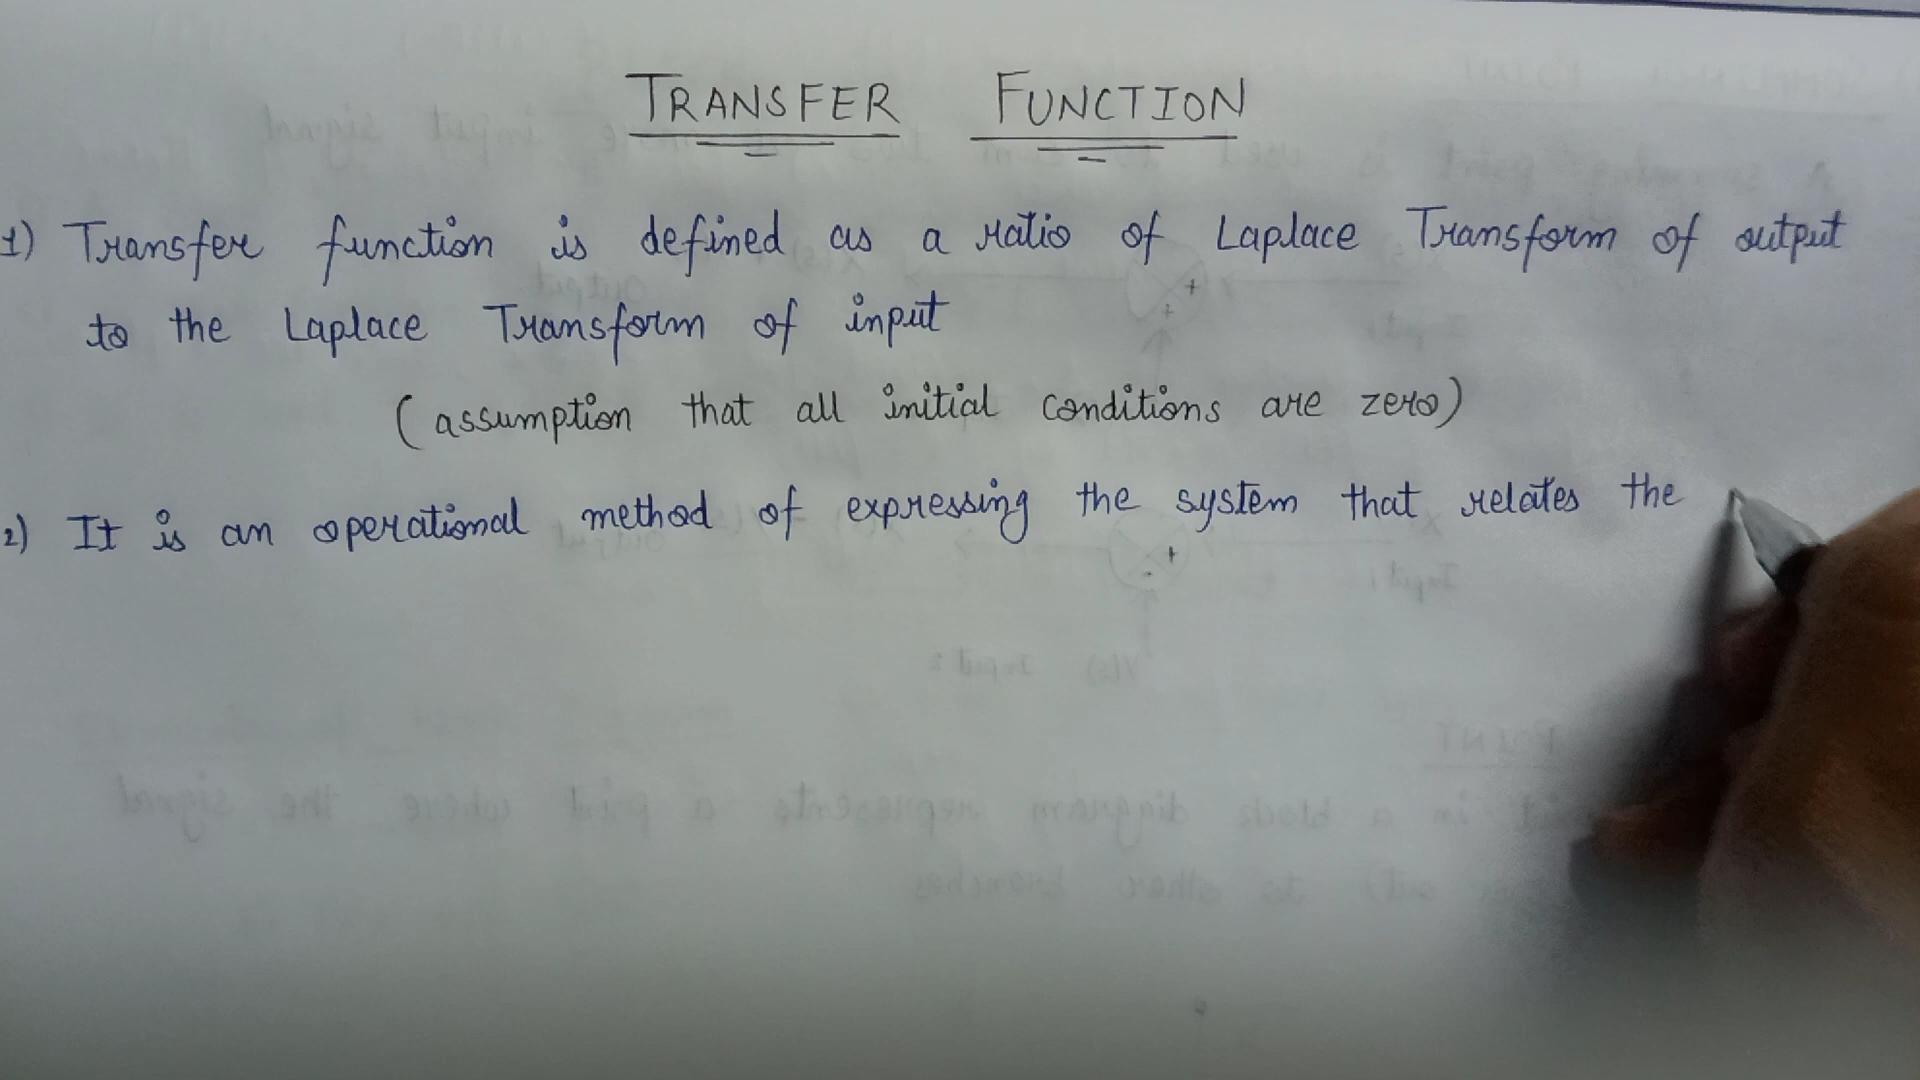 TRANSFER FUNCTION
1) Transfer function is defined as a ratio of Laplace Transform of output
to the Laplace Transform of input
(assumption that all initial conditions are zero)
2) It is an operational method of expressing the system that relates the